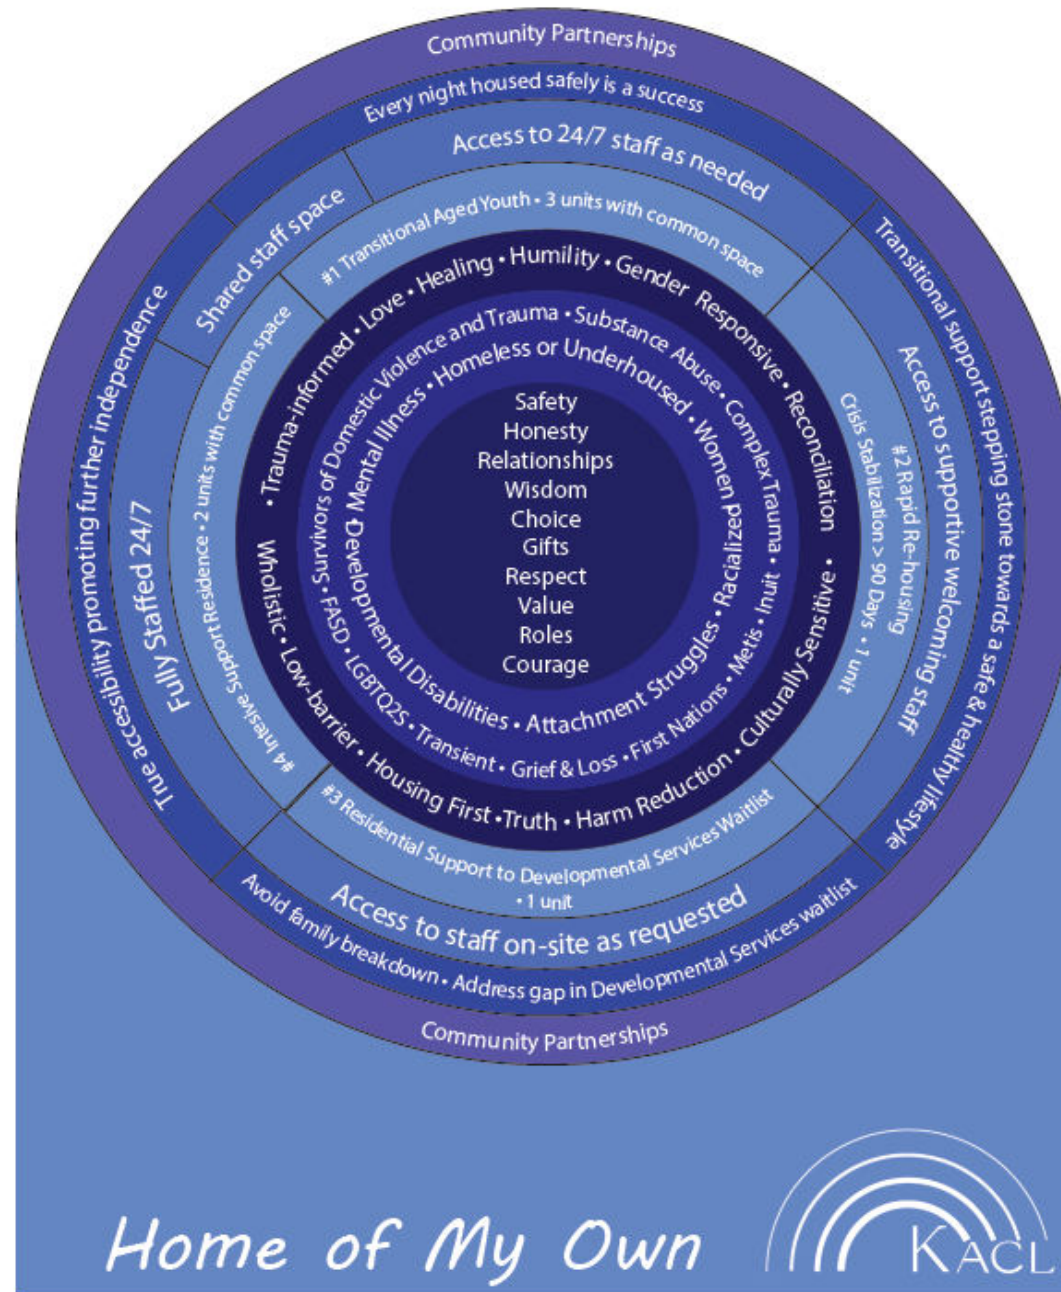 Community Partnerships
Every night housed safely is a success
Transitional support stepping stone towards a safe & healthy lifestyle
Avoid family breakdown • Address gap in Developmental Services waitlist
True accessibility promoting further independence
Access to 24/7 staff as needed
Access to supportive welcoming staff
Access to staff on-site as requested
Fully Staffed 24/7
Shared staff space
#1 Transitional Aged Youth • 3 units with common space
#2 Rapid Re-housing
Crisis Stabilization > 90 Days • 1 unit
#3 Residential Support to Developmental Services Waitlist
• 1 unit
#4 Intesive Support Residence • 2 units with common space
• Trauma-informed • Love • Healing • Humility • Gender Responsive • Reconciliation
Wholistic • Low-barrier • Housing First •Truth • Harm Reduction • Culturally Sensitive •
• Survivors of Domestic Violence and Trauma • Substance Abuse • Complex Trauma • Inuit • Metis • First Nations • Grief & Loss • Transient • LGBTQ2S • FASD
• Mental Illness • Homeless or Underhoused • Women • Racialized • Attachment Struggles • Developmental Disabilities
Safety
Honesty
Relationships
Wisdom
Choice
Gifts
Respect
Value
Roles
Courage
Community Partnerships
Home of My Own
KACL